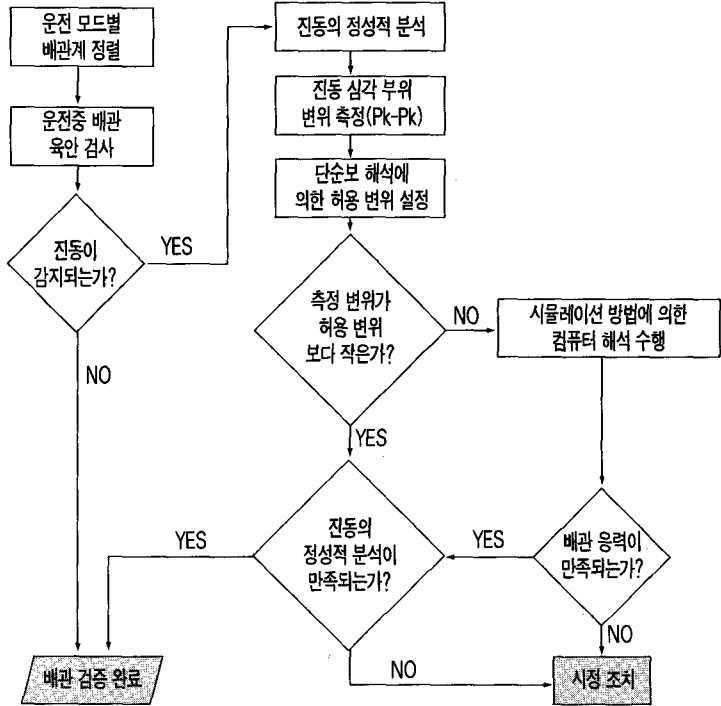 운전 모드별
배관계 정렬
운전중 배관
육안 검사
진동이
감지되는가?
YES
NO
진동의 정성적 분석
진동 심각 부위
변위 측정(Pk-Pk)
단순보 해석에
의한 허용 변위 설정
측정 변위가
허용 변위
보다 작은가?
NO
시뮬레이션 방법에 의한
컴퓨터 해석 수행
YES
진동의
정성적 분석이
만족되는가?
YES
배관 응력이
만족되는가?
YES
NO
NO
배관 검증 완료
시정 조치